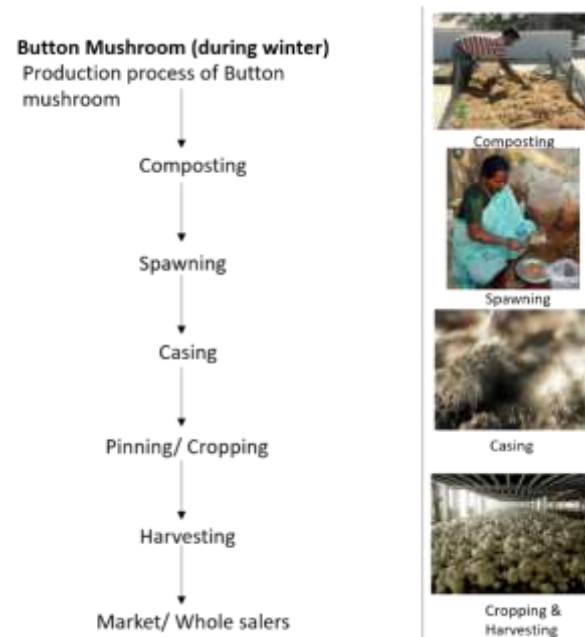 Button Mushroom (during winter)
Production process of Button
mushroom
Composting
Spawning
Casing
Pinning/ Cropping
Harvesting
Market/ Whole salers
Composting
Spawning
Casing
Cropping &
Harvesting